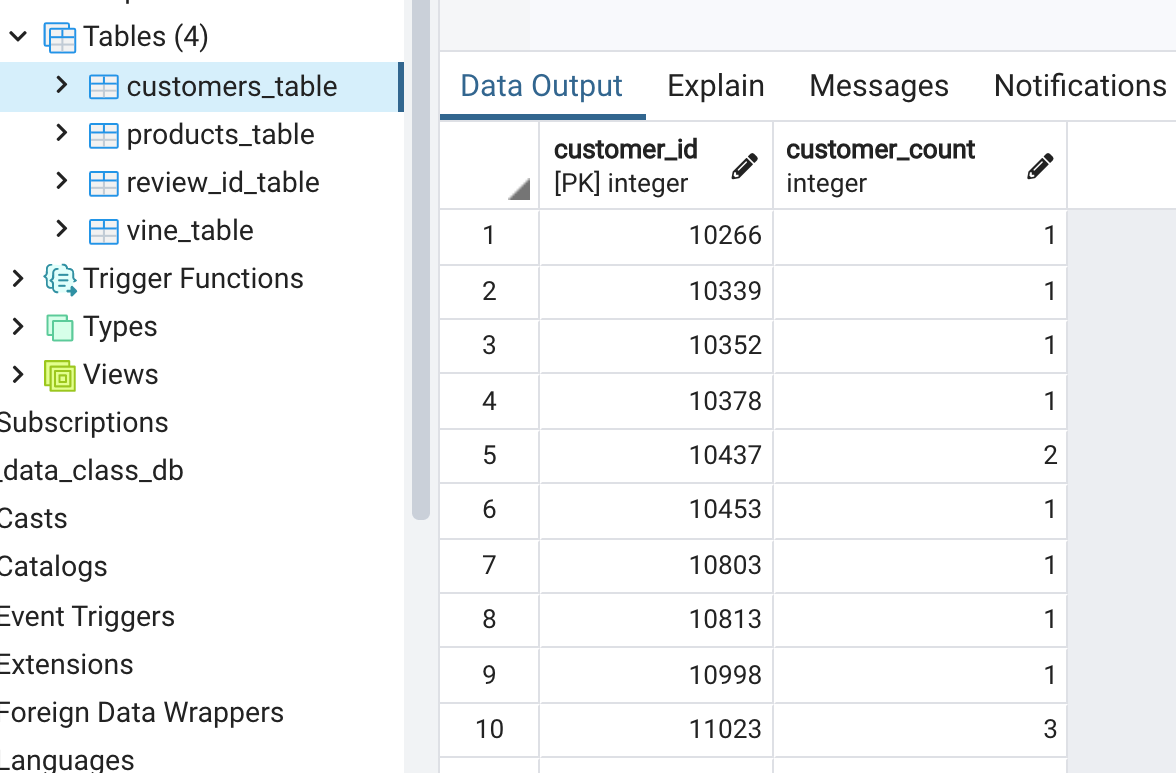 Tables (4)
customers_table
products_table
review_id_table
vine_table
Trigger Functions
Types
Views
Subscriptions
_data_class_db
Casts
Catalogs
Event Triggers
Extensions
Foreign Data Wrappers
Languages
Data Output Explain Messages Notifications
customer_id customer_count
[PK] integer integer
1 10266 1
2 10339 1
3 10352 1
4 10378 1
5 10437 2
6 10453 1
7 10803 1
8 10813 1
9 10998 1
10 11023 3